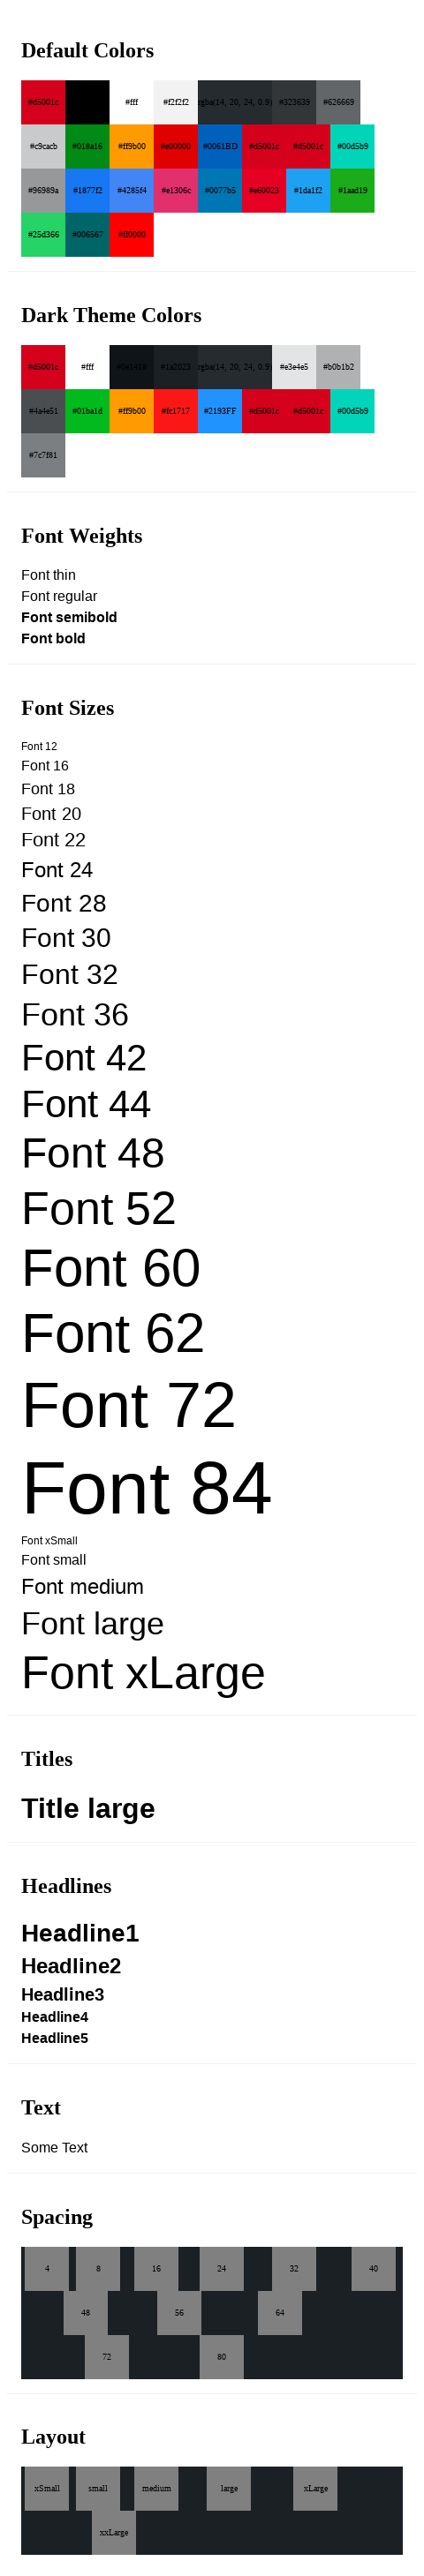 Default Colors
#d5001c #fff #f2f2f2 rgba(14, 20, 24, 0.9) #323639 #626669
#c9cacb #018a16 #ff9b00 #e00000 #0061BD #d5001c #d5001c #00d5b9
#96989a #1877f2 #4285f4 #e1306c #0077b5 #e60023 #1da1f2 #1aad19
#25d366 #006567 #ff0000
Dark Theme Colors
#d5001c #fff #0e1418 #1a2023 rgba(14, 20, 24, 0.9) #e3e4e5 #b0b1b2
#4a4e51 #01ba1d #ff9b00 #fc1717 #2193FF #d5001c #d5001c #00d5b9
#7c7f81
Font Weights
Font thin
Font regular
Font semibold
Font bold
Font Sizes
Font 12
Font 16
Font 18
Font 20
Font 22
Font 24
Font 28
Font 30
Font 32
Font 36
Font 42
Font 44
Font 48
Font 52
Font 60
Font 62
Font 72
Font 84
Font xSmall
Font small
Font medium
Font large
Font xLarge
Titles
Title large
Headlines
Headline1
Headline2
Headline3
Headline4
Headline5
Text
Some Text
Spacing
4 8 16 24 32 40
48 56 64
72 80
Layout
xSmall small medium large xLarge
xxLarge